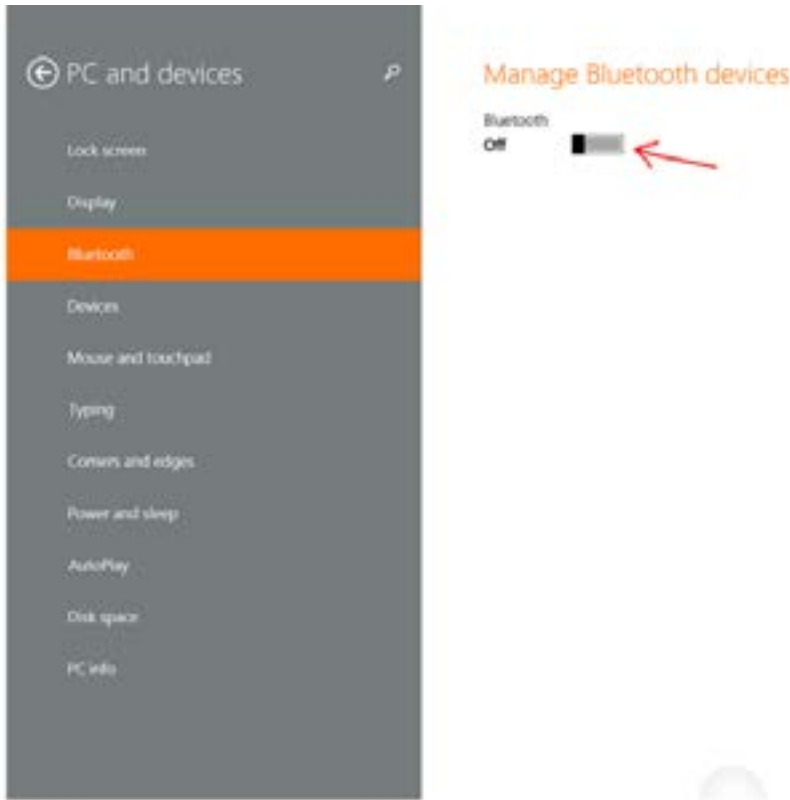 PC and devices
Lock screen
Display
Bluetooth
Devices
Mouse and touchpad
Typing
Corners and edges
Power and sleep
AutoPlay
Disk space
PC info
Manage Bluetooth devices
Bluetooth
Off